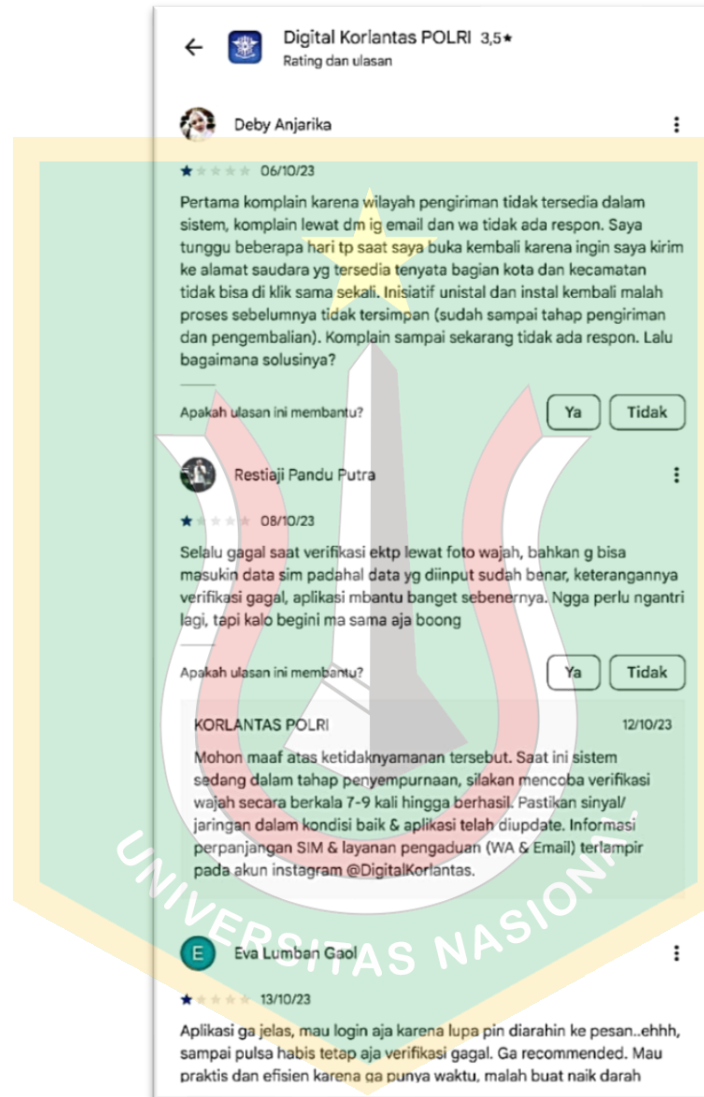 Digital Korlantas POLRI 3,5★
Rating dan ulasan
Deby Anjarika
06/10/23
Pertama komplain karena wilayah pengiriman tidak tersedia dalam
sistem, komplain lewat dm ig email dan wa tidak ada respon. Saya
tunggu beberapa hari tp saat saya buka kembali karena ingin saya kirim
ke alamat saudara yg tersedia tenyata bagian kota dan kecamatan
tidak bisa di klik sama sekali. Inisiatif unistal dan instal kembali malah
proses sebelumnya tidak tersimpan (sudah sampai tahap pengiriman
dan pengembalian). Komplain sampai sekarang tidak ada respon. Lalu
bagaimana solusinya?
Apakah ulasan ini membantu? Ya Tidak
Restiaji Pandu Putra
08/10/23
Selalu gagal saat verifikasi ektp lewat foto wajah, bahkan g bisa
masukin data sim padahal data yg diinput sudah benar, keterangannya
verifikasi gagal, aplikasi mbantu banget sebenernya. Ngga perlu ngantri
lagi, tapi kalo begini ma sama aja boong
Apakah ulasan ini membantu? Ya Tidak
KORLANTAS POLRI 12/10/23
Mohon maaf atas ketidaknyamanan tersebut. Saat ini sistem
sedang dalam tahap penyempurnaan, silakan mencoba verifikasi
wajah secara berkala 7-9 kali hingga berhasil. Pastikan sinyal/
jaringan dalam kondisi baik & aplikasi telah diupdate. Informasi
perpanjangan SIM & layanan pengaduan (WA & Email) terlampir
pada akun instagram @DigitalKorlantas.
UNIVERSITAS NASIONAL
E Eva Lumban Gaol
13/10/23
Aplikasi ga jelas, mau login aja karena lupa pin diarahin ke pesan..ehhh,
sampai pulsa habis tetap aja verifikasi gagal. Ga recommended. Mau
praktis dan efisien karena ga punya waktu, malah buat naik darah